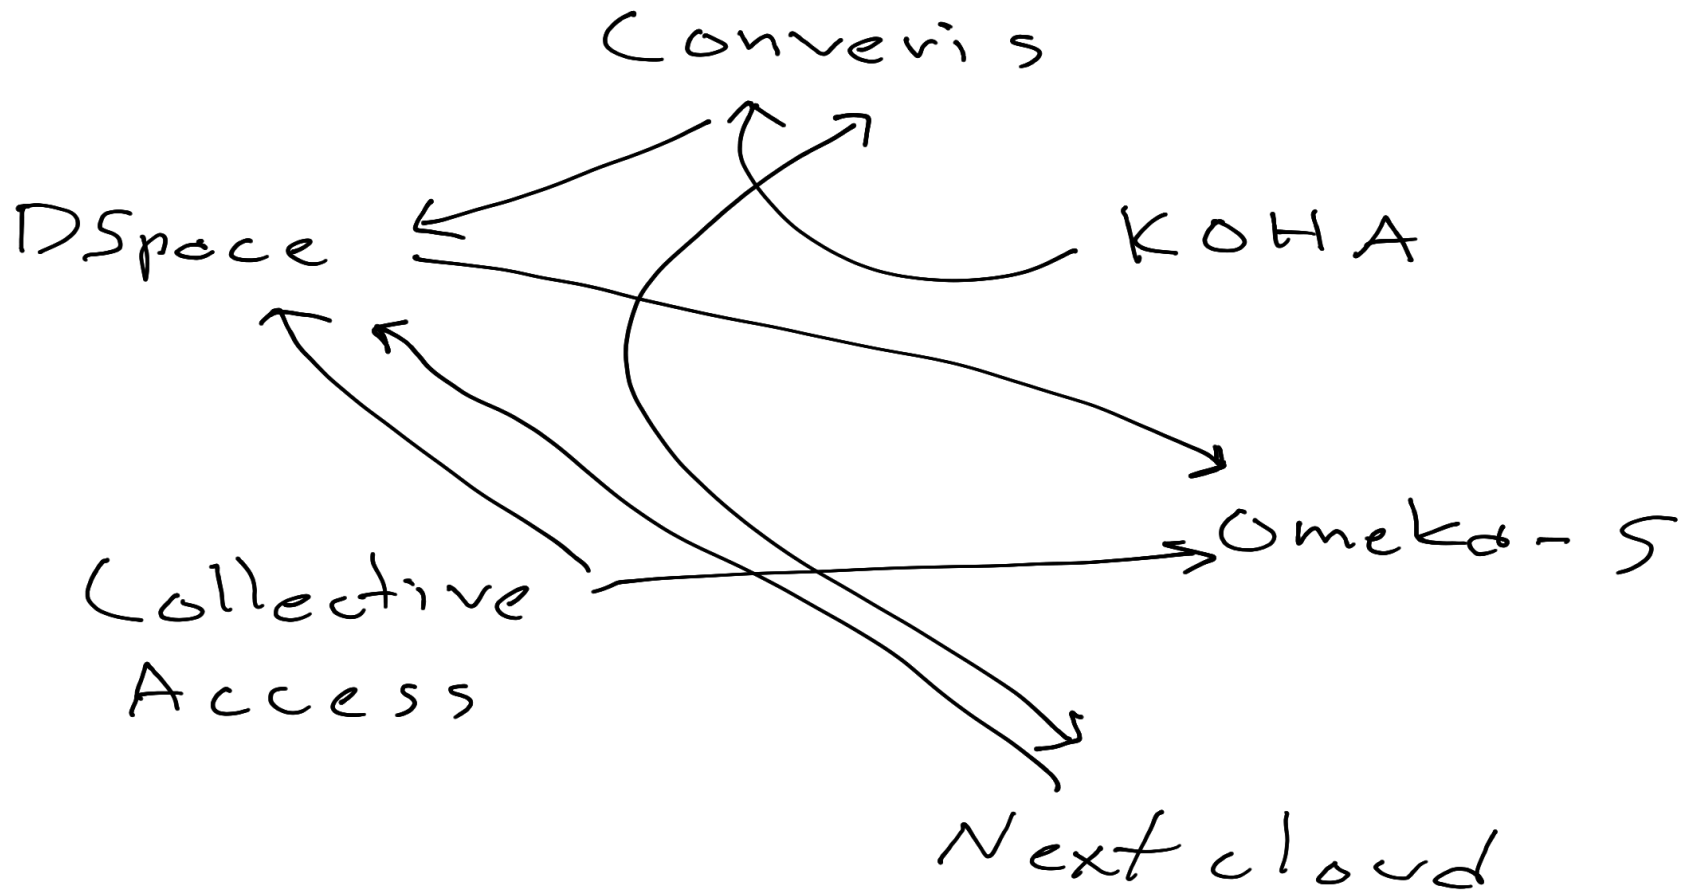 Converis
DSpace
KOHA
Omeka-S
Collective
Access
Nextcloud